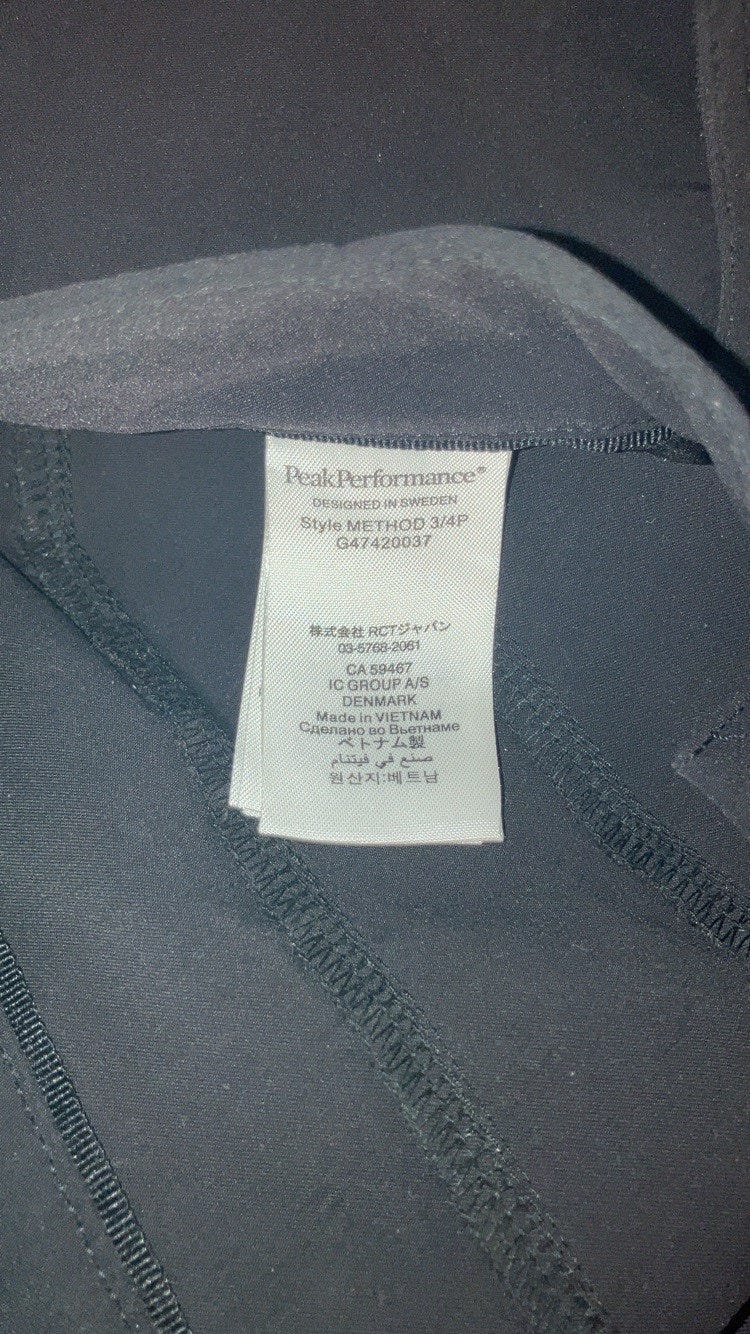 PeakPerformance®
DESIGNED IN SWEDEN
Style METHOD 3/4P
G47420037
株式会社 RCTジャパン
03-5768-2061
CA 59467
IC GROUP A/S
DENMARK
Made in VIETNAM
Сделано во Вьетнаме
ベトナム製
صنع في فيتنام
원산지:베트남